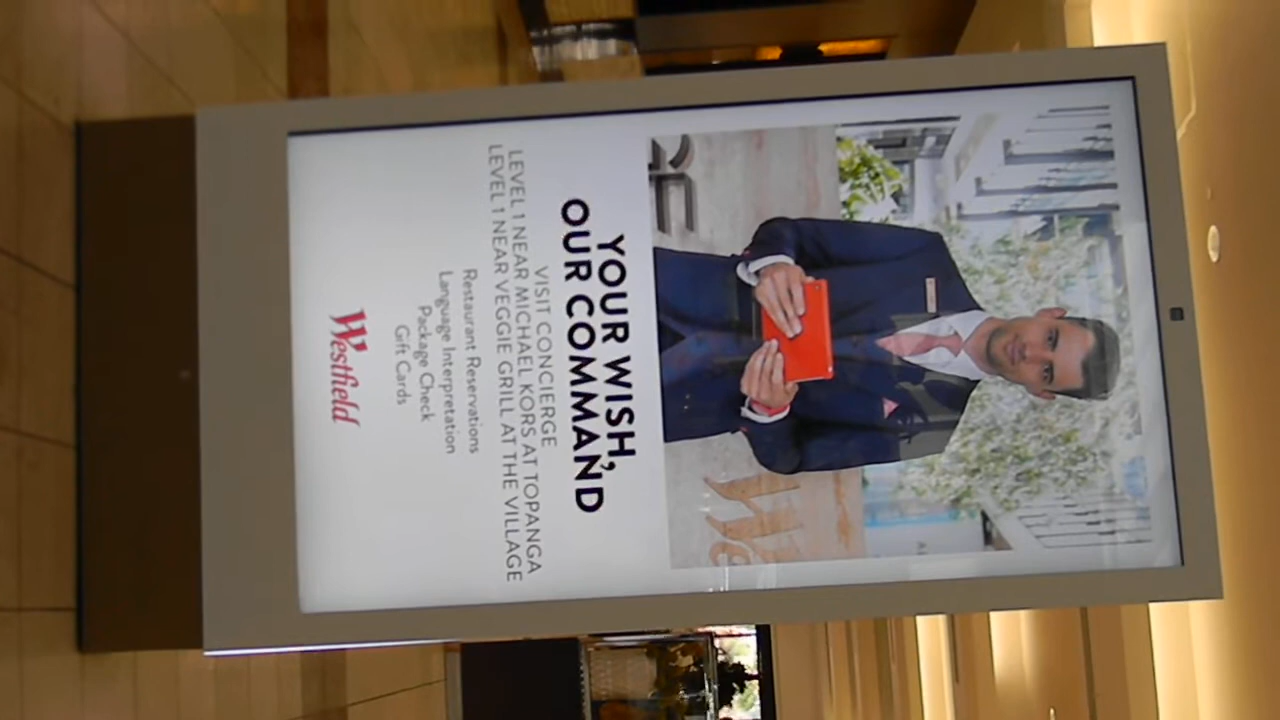 YOUR WISH,
OUR COMMAND
VISIT CONCIERGE
LEVEL 1 NEAR MICHAEL KORS AT TOPANGA
LEVEL 1 NEAR VEGGIE GRILL AT THE VILLAGE
Restaurant Reservations
Language Interpretation
Package Check
Gift Cards
Westfield